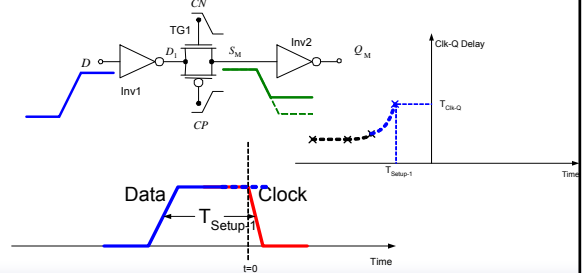 CN
TG1
D
D1
SM
Inv2
QM
Inv1
CP
Clk-Q Delay
TClk-Q
TSetup-1
Time
Data
Clock
TSetup-1
Time
t=0